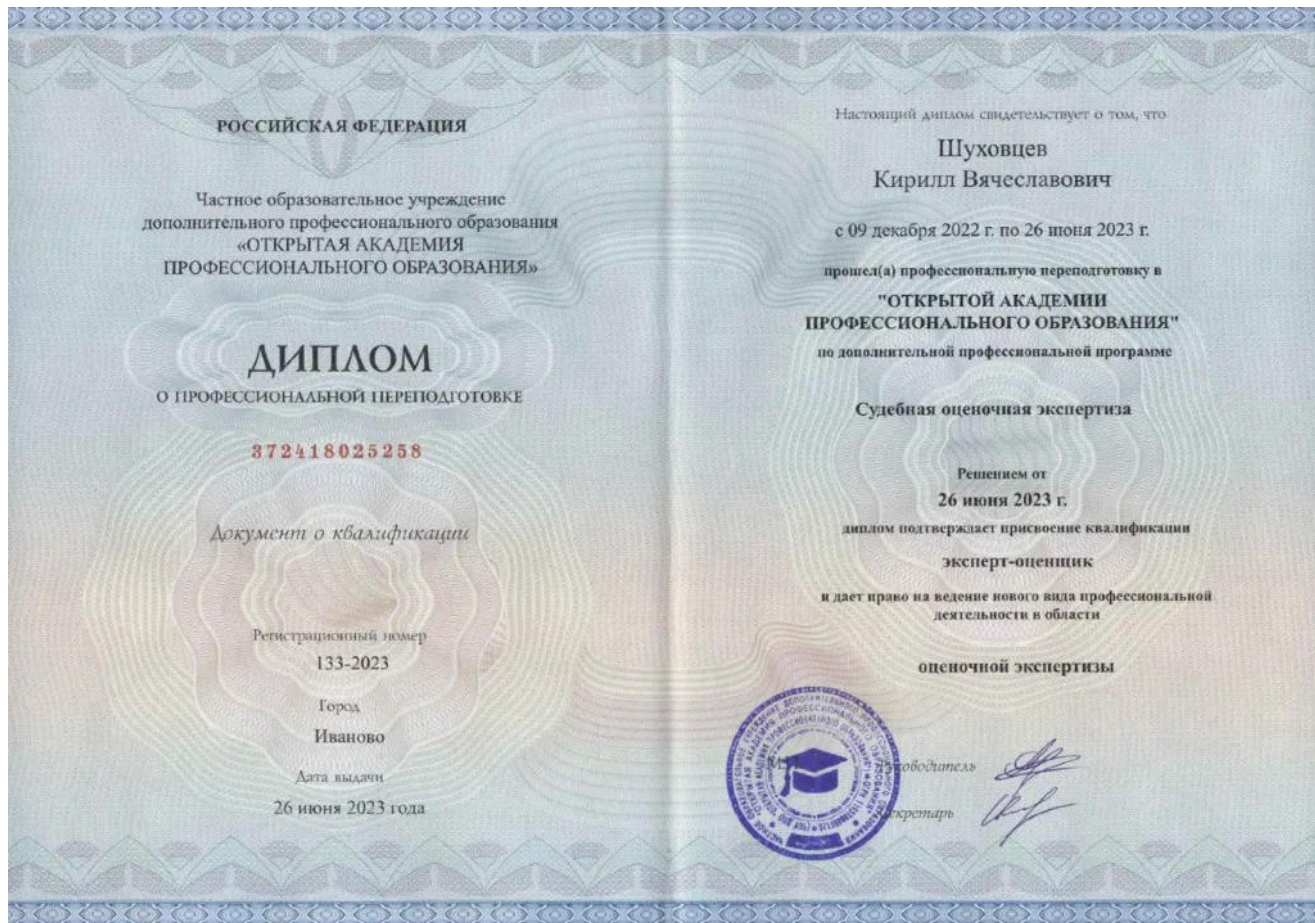 РОССИЙСКАЯ ФЕДЕРАЦИЯ
Частное образовательное учреждение
дополнительного профессионального образования
«ОТКРЫТАЯ АКАДЕМИЯ
ПРОФЕССИОНАЛЬНОГО ОБРАЗОВАНИЯ»
ДИПЛОМ
О ПРОФЕССИОНАЛЬНОЙ ПЕРЕПОДГОТОВКЕ
372418025258
Документ о квалификации
Регистрационный номер
133-2023
Город
Иваново
Дата выдачи
26 июня 2023 года
Настоящий диплом свидетельствует о том, что
Шуховцев
Кирилл Вячеславович
с 09 декабря 2022 г. по 26 июня 2023 г.
прошел(а) профессиональную переподготовку в
"ОТКРЫТОЙ АКАДЕМИИ
ПРОФЕССИОНАЛЬНОГО ОБРАЗОВАНИЯ"
по дополнительной профессиональной программе
Судебная оценочная экспертиза
Решением от
26 июня 2023 г.
диплом подтверждает присвоение квалификации
эксперт-оценщик
и дает право на ведение нового вида профессиональной
деятельности в области
оценочной экспертизы
Руководитель
Секретарь